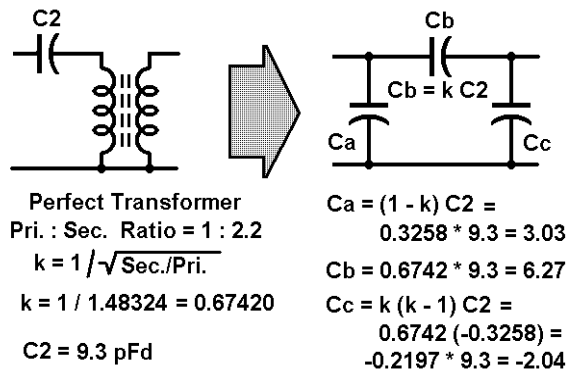 C2
Cb
Cb = k C2
Ca
Cc
Perfect Transformer
Pri. : Sec. Ratio = 1 : 2.2
k = 1 / √Sec./Pri.
k = 1 / 1.48324 = 0.67420
C2 = 9.3 pFd
Ca = (1 - k) C2 =
0.3258 * 9.3 = 3.03
Cb = 0.6742 * 9.3 = 6.27
Cc = k (k - 1) C2 =
0.6742 (-0.3258) =
-0.2197 * 9.3 = -2.04